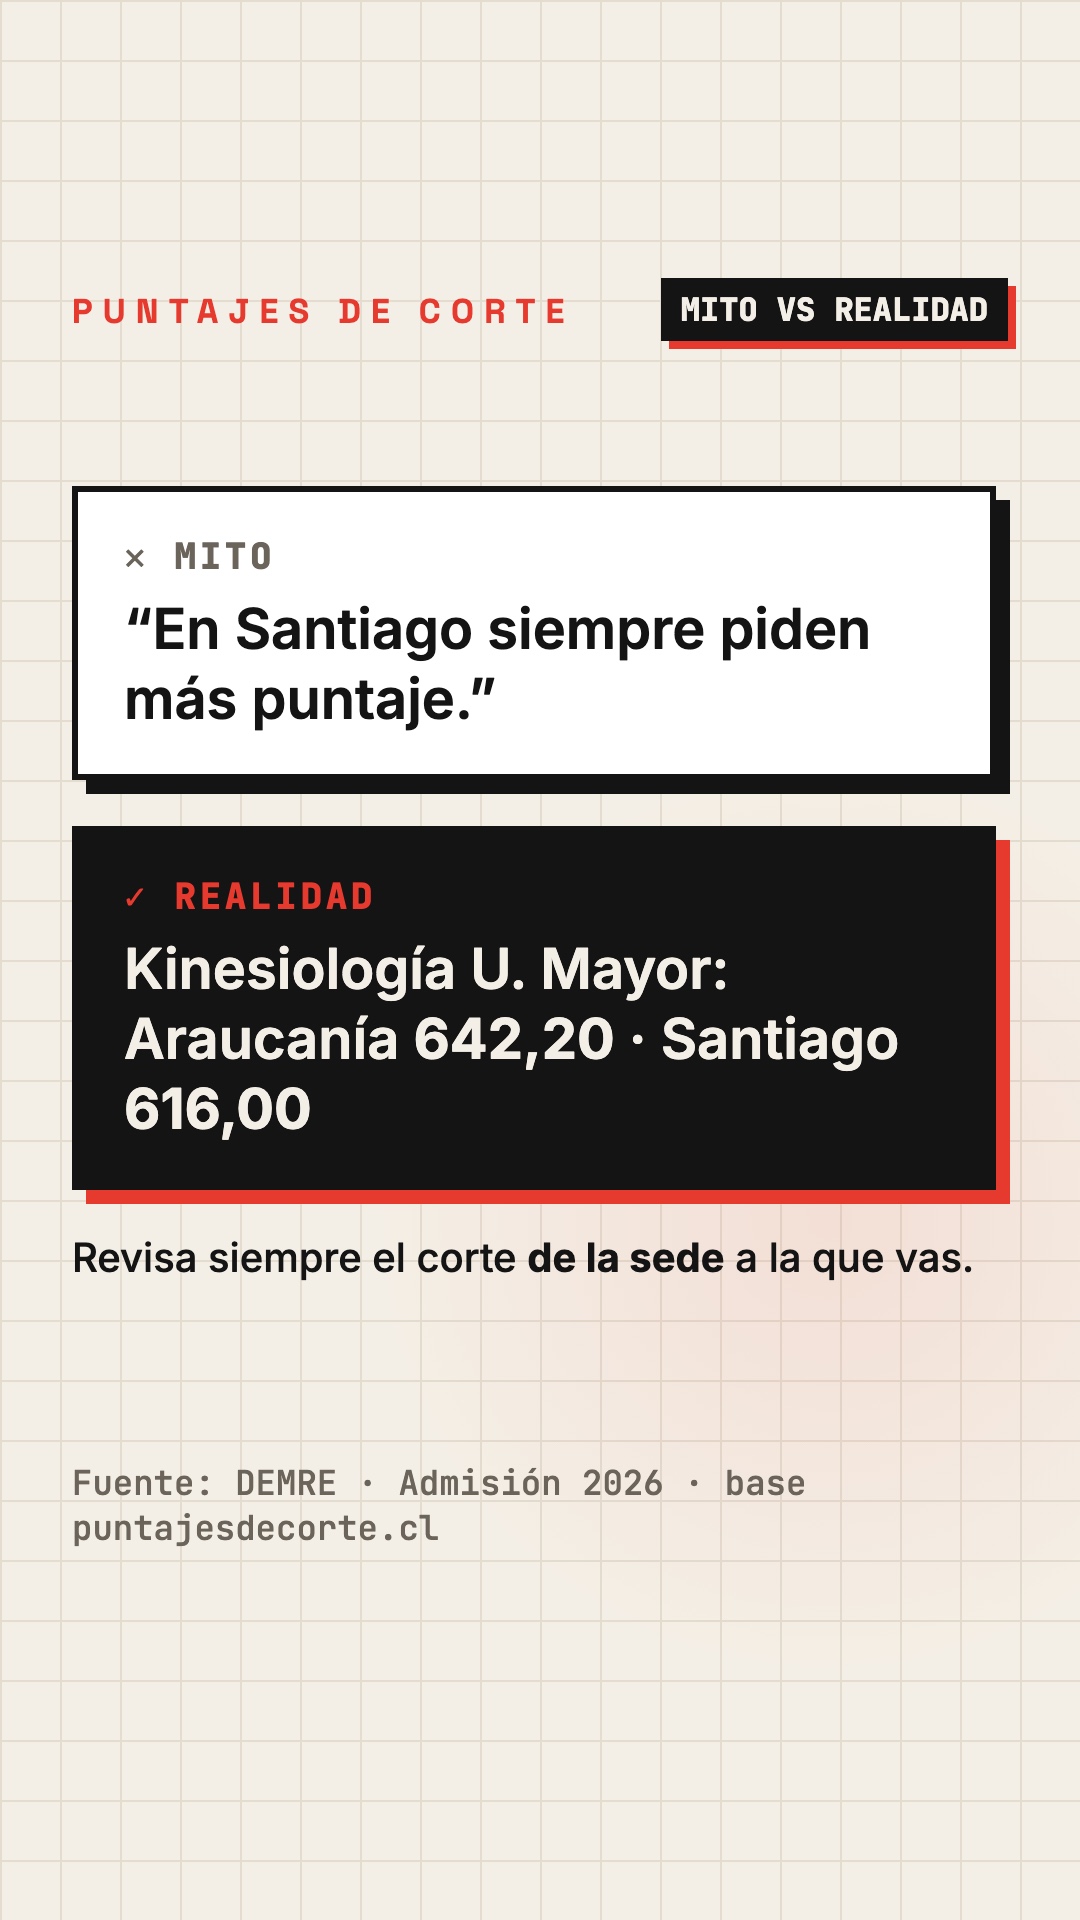 PUNTAJES DE CORTE
MITO VS REALIDAD
× MITO
“En Santiago siempre piden
más puntaje.”
✓ REALIDAD
Kinesiología U. Mayor:
Araucanía 642,20 · Santiago
616,00
Revisa siempre el corte de la sede a la que vas.
Fuente: DEMRE · Admisión 2026 · base
puntajesdecorte.cl